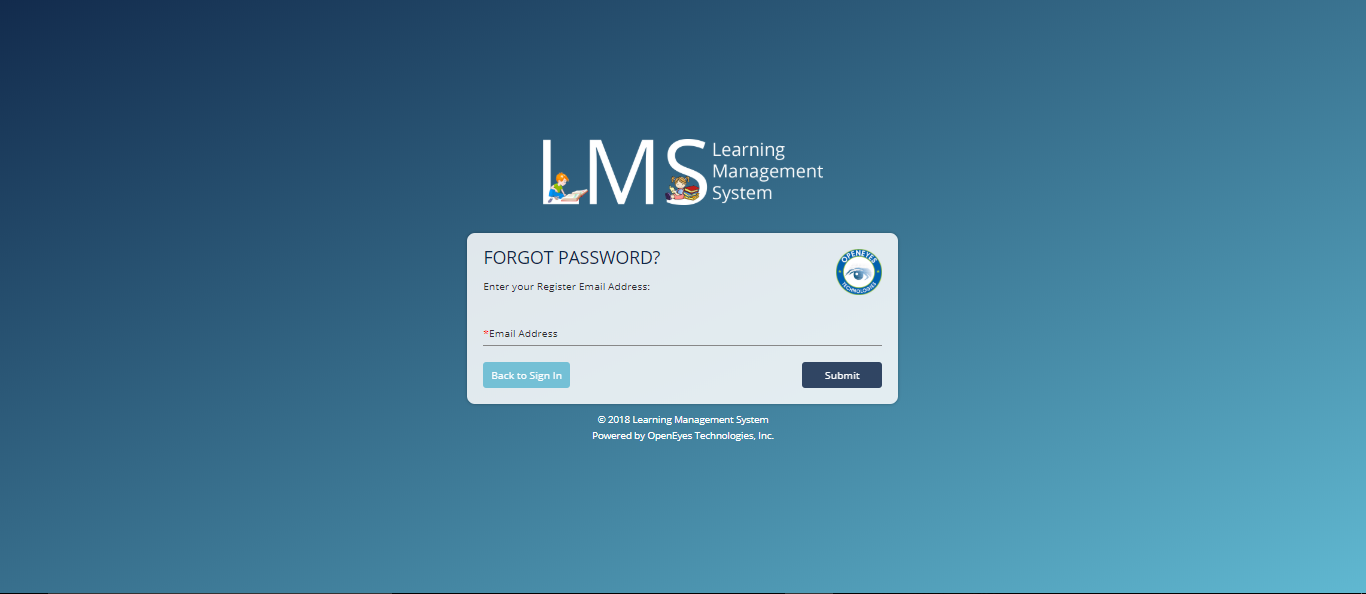 LMS
Learning
Management
System
FORGOT PASSWORD?
OPENEYES
TECHNOLOGIES
Enter your Register Email Address:
*Email Address
Back to Sign In
Submit
© 2018 Learning Management System
Powered by OpenEyes Technologies, Inc.